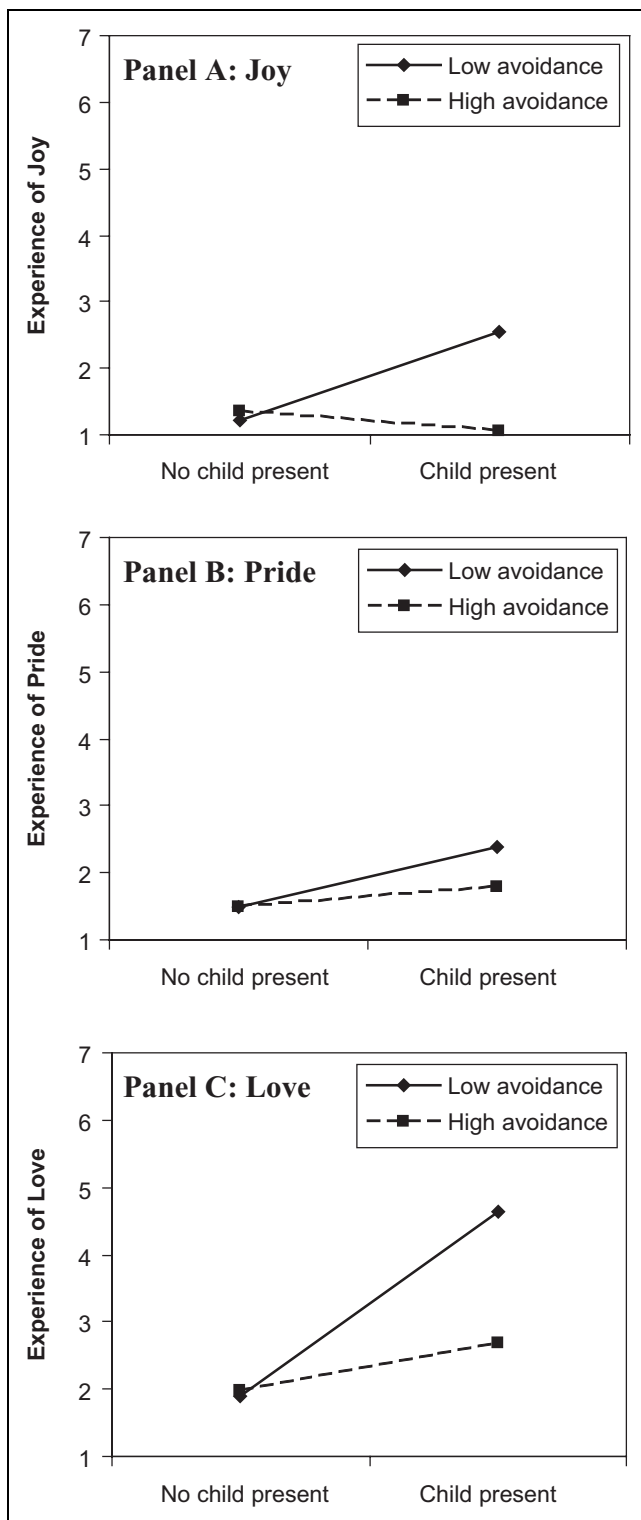 Panel A: Joy
Low avoidance
High avoidance
Experience of Joy
7
6
5
4
3
2
1
No child present Child present
Panel B: Pride
Low avoidance
High avoidance
Experience of Pride
7
6
5
4
3
2
1
No child present Child present
Panel C: Love
Low avoidance
High avoidance
Experience of Love
7
6
5
4
3
2
1
No child present Child present